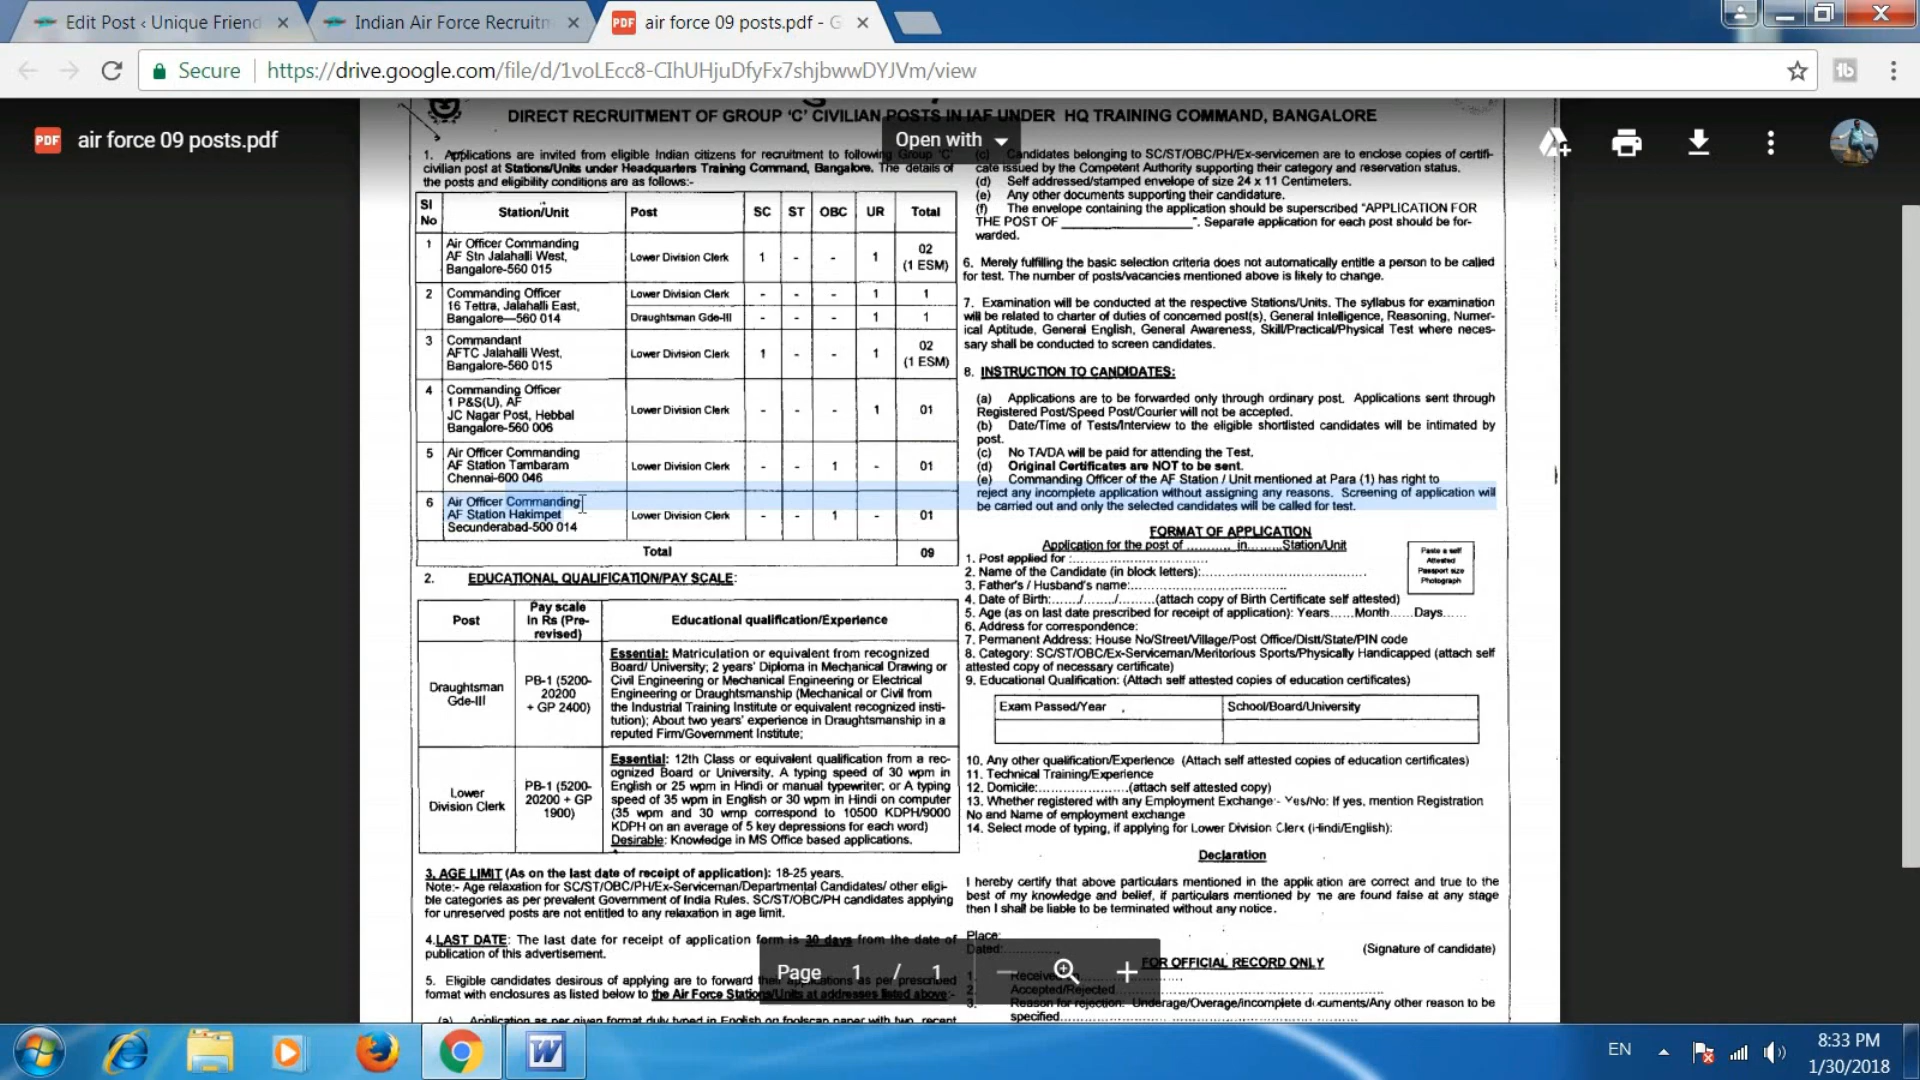 Edit Post ‹ Unique Friend
Indian Air Force Recruitm
PDF air force 09 posts.pdf - G
Secure https://drive.google.com/file/d/1voLEcc8-CIhUHjuDfyFx7shjbwwDYJVm/view
PDF air force 09 posts.pdf
Open with
DIRECT RECRUITMENT OF GROUP 'C' CIVILIAN POSTS IN IAF UNDER HQ TRAINING COMMAND, BANGALORE
1. Applications are invited from eligible Indian citizens for recruitment to following Group 'C'
civilian post at Stations/Units under Headquarters Training Command, Bangalore. The details of
the posts and eligibility conditions are as follows:-
Sl No Station/Unit Post SC ST OBC UR Total
1 Air Officer Commanding
AF Stn Jalahalli West,
Bangalore-560 015
Lower Division Clerk 1 - - 1 02 (1 ESM)
2 Commanding Officer
16 Tettra, Jalahalli East,
Bangalore—560 014
Lower Division Clerk - - - 1 1
Draughtsman Gde-III - - - 1 1
3 Commandant
AFTC Jalahalli West,
Bangalore-560 015
Lower Division Clerk 1 - - 1 02 (1 ESM)
4 Commanding Officer
1 P&S(U), AF
JC Nagar Post, Hebbal
Bangalore-560 006
Lower Division Clerk - - - 1 01
5 Air Officer Commanding
AF Station Tambaram
Chennai-600 046
Lower Division Clerk - - 1 - 01
6 Air Officer Commanding
AF Station Hakimpet
Secunderabad-500 014
Lower Division Clerk - - 1 - 01
Total 09
2. EDUCATIONAL QUALIFICATION/PAY SCALE:
Post
Pay scale
In Rs (Pre-
revised)
Educational qualification/Experience
Draughtsman
Gde-III
PB-1 (5200-
20200
+ GP 2400)
Essential: Matriculation or equivalent from recognized
Board/ University; 2 years' Diploma in Mechanical Drawing or
Civil Engineering or Mechanical Engineering or Electrical
Engineering or Draughtsmanship (Mechanical or Civil from
the Industrial Training Institute or equivalent recognized insti-
tution); About two years' experience in Draughtsmanship in a
reputed Firm/Government Institute;
Lower
Division Clerk
PB-1 (5200-
20200 + GP
1900)
Essential: 12th Class or equivalent qualification from a rec-
ognized Board or University. A typing speed of 30 wpm in
English or 25 wpm in Hindi or manual typewriter, or A typing
speed of 35 wpm in English or 30 wpm in Hindi on computer
(35 wpm and 30 wmp correspond to 10500 KDPH/9000
KDPH on an average of 5 key depressions for each word)
Desirable: Knowledge in MS Office based applications.
3. AGE LIMIT (As on the last date of receipt of application): 18-25 years.
Note:- Age relaxation for SC/ST/OBC/PH/Ex-Serviceman/Departmental Candidates/ other eligi-
ble categories as per prevalent Government of India Rules. SC/ST/OBC/PH candidates applying
for unreserved posts are not entitled to any relaxation in age limit.
4.LAST DATE: The last date for receipt of application form is 30 days from the date of
publication of this advertisement.
5. Eligible candidates desirous of applying are to forward their applications as per prescribed
format with enclosures as listed below to the Air Force Stations/Units at addresses listed above:-
(a) Application as per given format duly typed in English on foolscap paper with two, recent
(c) Candidates belonging to SC/ST/OBC/PH/Ex-servicemen are to enclose copies of certifi-
cate issued by the Competent Authority supporting their category and reservation status.
(d) Self addressed/stamped envelope of size 24 x 11 Centimeters.
(e) Any other documents supporting their candidature.
(f) The envelope containing the application should be superscribed "APPLICATION FOR
THE POST OF ____________". Separate application for each post should be for-
warded.
6. Merely fulfilling the basic selection criteria does not automatically entitle a person to be called
for test. The number of posts/vacancies mentioned above is likely to change.
7. Examination will be conducted at the respective Stations/Units. The syllabus for examination
will be related to charter of duties of concerned post(s), General Intelligence, Reasoning, Numer-
ical Aptitude, General English, General Awareness, Skill/Practical/Physical Test where neces-
sary shall be conducted to screen candidates.
8. INSTRUCTION TO CANDIDATES:
(a) Applications are to be forwarded only through ordinary post. Applications sent through
Registered Post/Speed Post/Courier will not be accepted.
(b) Date/Time of Tests/Interview to the eligible shortlisted candidates will be intimated by
post.
(c) No TA/DA will be paid for attending the Test.
(d) Original Certificates are NOT to be sent.
(e) Commanding Officer of the AF Station / Unit mentioned at Para (1) has right to
reject any incomplete application without assigning any reasons. Screening of application will
be carried out and only the selected candidates will be called for test.
FORMAT OF APPLICATION
Application for the post of ........... in........Station/Unit
Paste a self
Attested
Passport size
Photograph
1. Post applied for :...............................
2. Name of the Candidate (in block letters):...............................
3. Father's / Husband's name:...............................
4. Date of Birth:....../......./.......(attach copy of Birth Certificate self attested)
5. Age (as on last date prescribed for receipt of application): Years.....Month.....Days......
6. Address for correspondence:
7. Permanent Address: House No/Street/Village/Post Office/Distt/State/PIN code
8. Category: SC/ST/OBC/Ex-Serviceman/Meritorious Sports/Physically Handicapped (attach self
attested copy of necessary certificate)
9. Educational Qualification: (Attach self attested copies of education certificates)
Exam Passed/Year School/Board/University
10. Any other qualification/Experience (Attach self attested copies of education certificates)
11. Technical Training/Experience
12. Domicile:....................(attach self attested copy)
13. Whether registered with any Employment Exchange:- Yes/No: If yes, mention Registration
No and Name of employment exchange
14. Select mode of typing, if applying for Lower Division Clerk (Hindi/English):
Declaration
I hereby certify that above particulars mentioned in the application are correct and true to the
best of my knowledge and belief, if particulars mentioned by me are found false at any stage
then I shall be liable to be terminated without any notice.
Place:
Dated:............
(Signature of candidate)
FOR OFFICIAL RECORD ONLY
1. Received..................
2. Accepted/Rejected..................
3. Reason for rejection: Underage/Overage/incomplete documents/Any other reason to be
specified..................
Page 1 / 1
EN
8:33 PM
1/30/2018